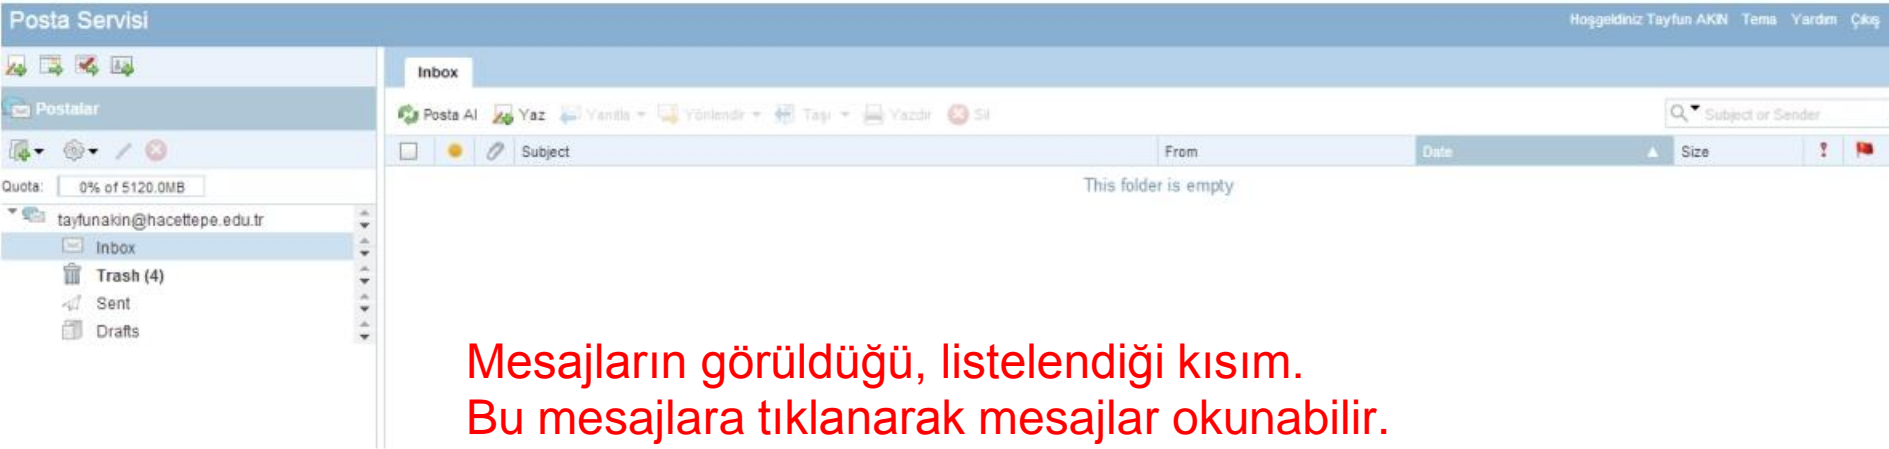 Posta Servisi
Hoşgeldiniz Tayfun AKIN Tema Yardım Çıkış
Inbox
Postalar
Posta Al Yaz Yanıtla Yönlendir Taşı Yazdır Sil
Subject or Sender
Subject From Date Size
Quota: 0% of 5120.0MB
This folder is empty
tayfunakin@hacettepe.edu.tr
Inbox
Trash (4)
Sent
Drafts
Mesajların görüldüğü, listelendiği kısım.
Bu mesajlara tıklanarak mesajlar okunabilir.